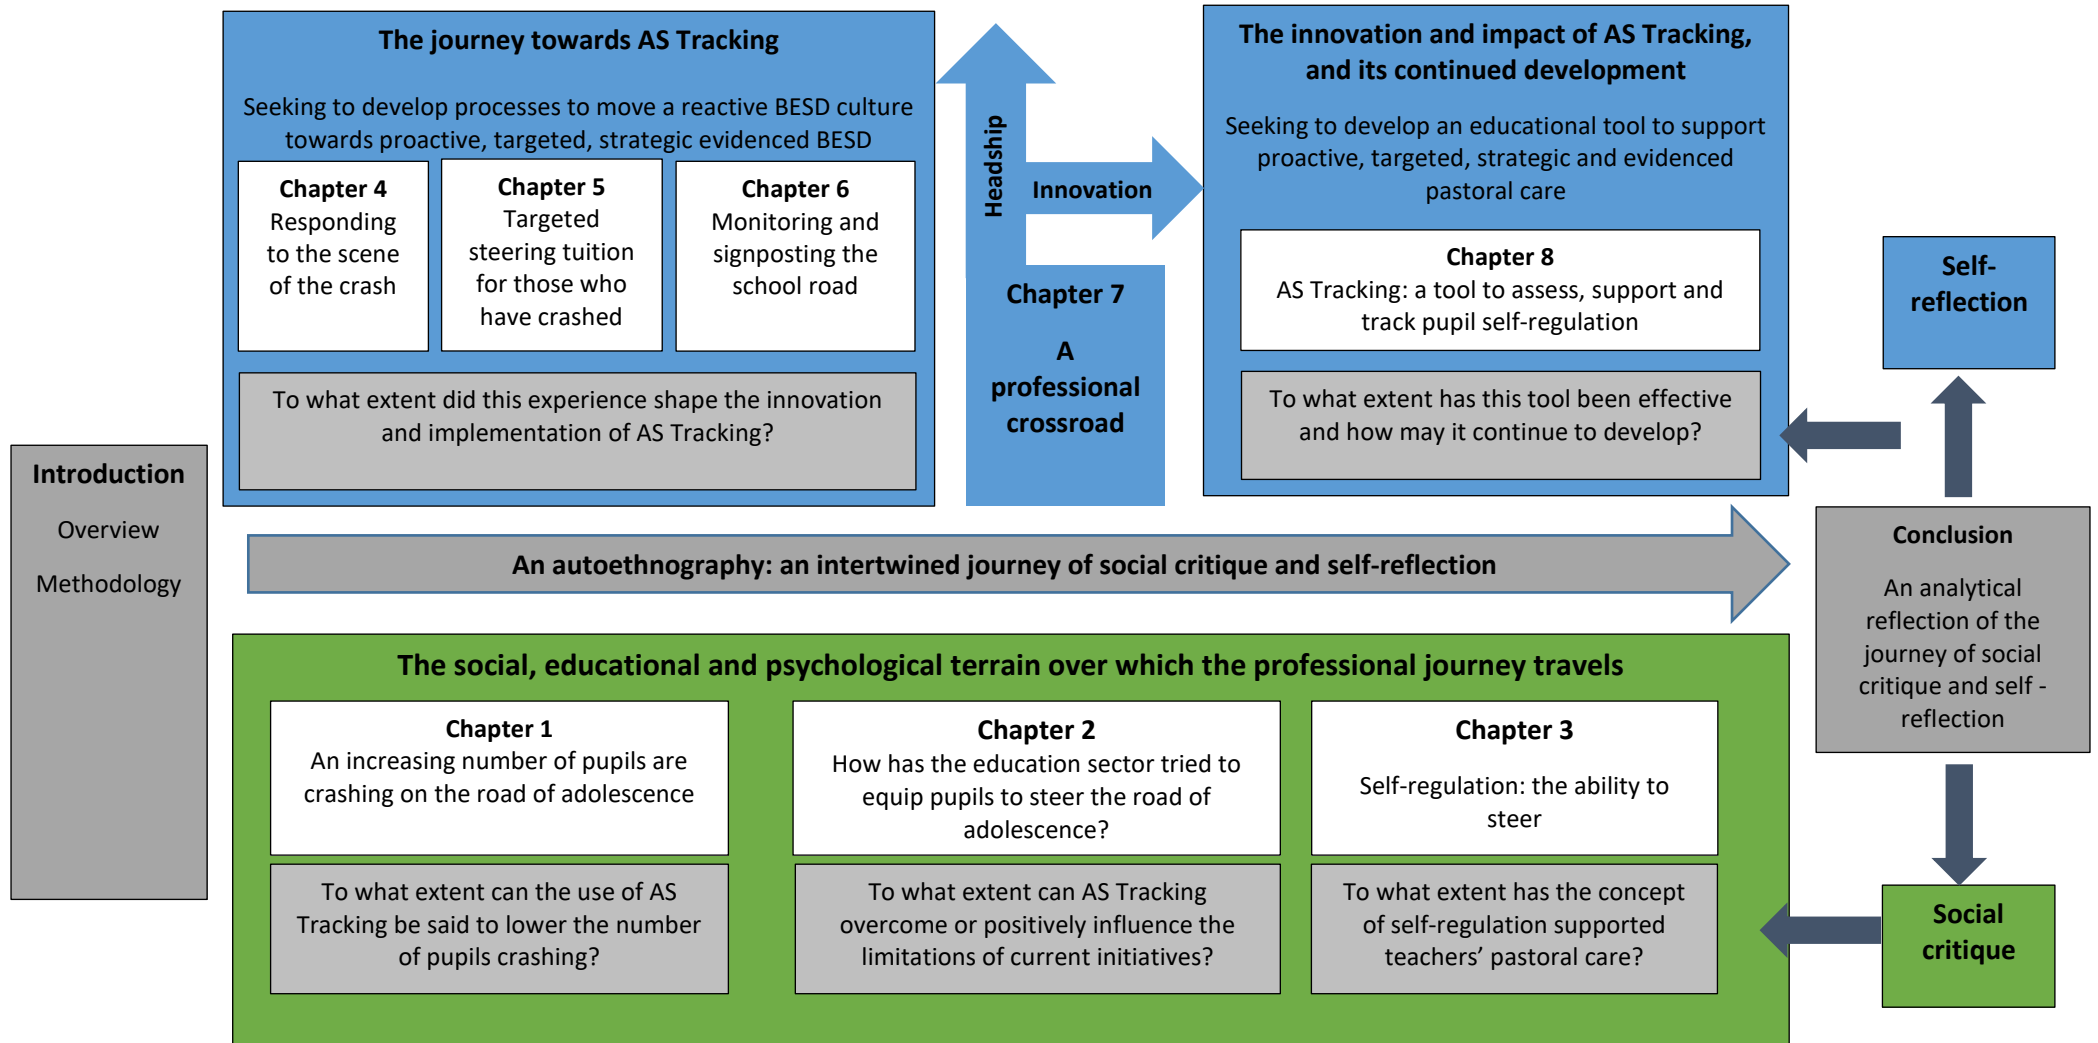 The journey towards AS Tracking
Seeking to develop processes to move a reactive BESD culture
towards proactive, targeted, strategic evidenced BESD
Chapter 4
Responding
to the scene
of the crash
Chapter 5
Targeted
steering tuition
for those who
have crashed
Chapter 6
Monitoring and
signposting the
school road
To what extent did this experience shape the innovation
and implementation of AS Tracking?
Headship
Innovation
Chapter 7
A
professional
crossroad
The innovation and impact of AS Tracking,
and its continued development
Seeking to develop an educational tool to support
proactive, targeted, strategic and evidenced
pastoral care
Chapter 8
AS Tracking: a tool to assess, support and
track pupil self-regulation
To what extent has this tool been effective
and how may it continue to develop?
Self-
reflection
Introduction
Overview
Methodology
An autoethnography: an intertwined journey of social critique and self-reflection
Conclusion
An analytical
reflection of the
journey of social
critique and self -
reflection
The social, educational and psychological terrain over which the professional journey travels
Chapter 1
An increasing number of pupils are
crashing on the road of adolescence
Chapter 2
How has the education sector tried to
equip pupils to steer the road of
adolescence?
Chapter 3
Self-regulation: the ability to
steer
To what extent can the use of AS
Tracking be said to lower the number
of pupils crashing?
To what extent can AS Tracking
overcome or positively influence the
limitations of current initiatives?
To what extent has the concept
of self-regulation supported
teachers’ pastoral care?
Social
critique